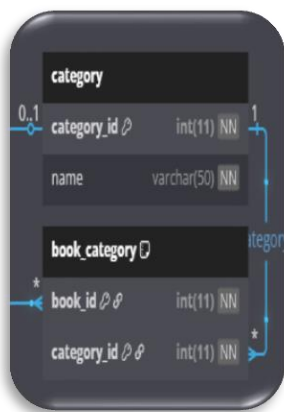 category
0..1 category_id int(11) NN 1
name varchar(50) NN
book_category
* book_id int(11) NN
category_id int(11) NN *